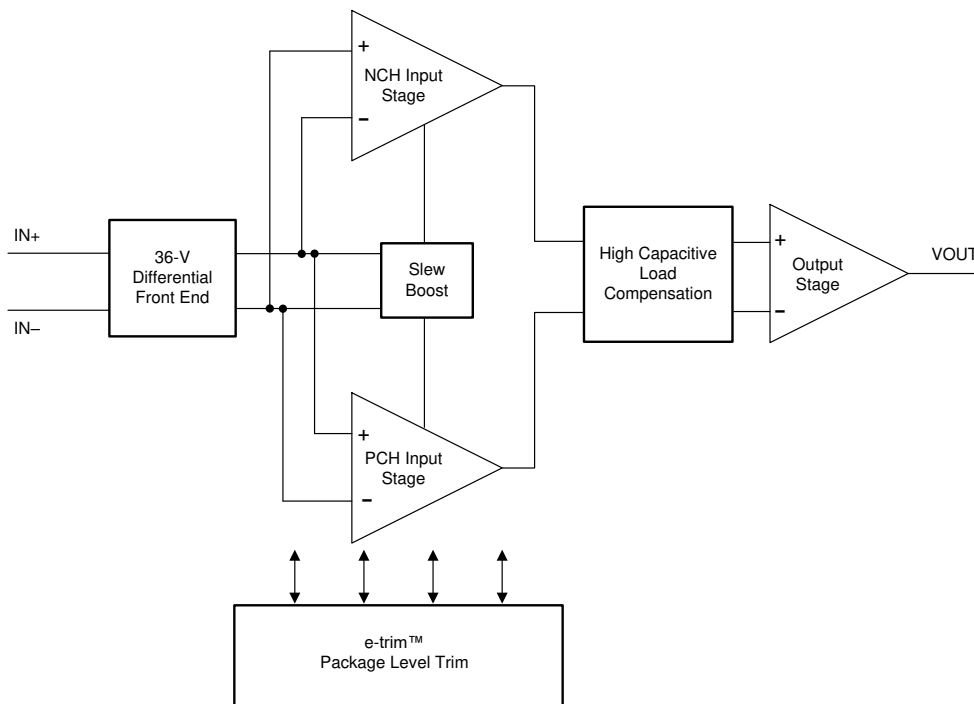 +
NCH Input
Stage
−
IN+
IN−
36-V
Differential
Front End
Slew
Boost
High Capacitive
Load
Compensation
+
Output
Stage
−
VOUT
+
PCH Input
Stage
−
e-trim™
Package Level Trim